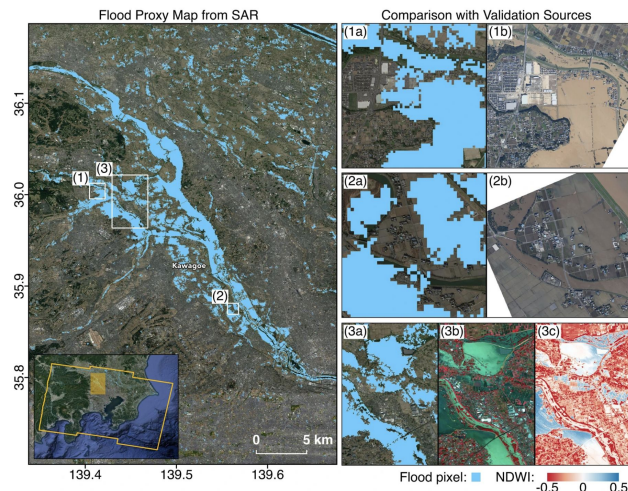 Flood Proxy Map from SAR
Comparison with Validation Sources
(1a)
(1b)
36.1
(3)
(1)
36.0
(2a)
(2b)
Kawagoe
35.9
(2)
(3a)
(3b)
(3c)
35.8
0 5 km
139.4 139.5 139.6
Flood pixel: NDWI: -0.5 0 0.5